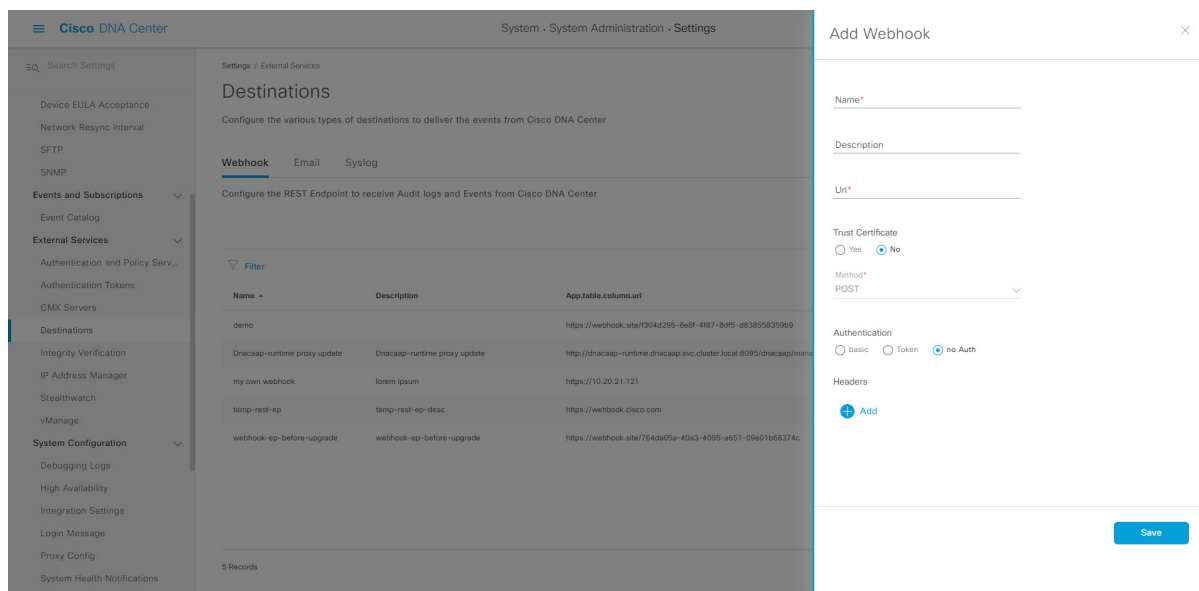 Cisco DNA Center
System · System Administration · Settings
Search Settings
Device EULA Acceptance
Network Resync Interval
SFTP
SNMP
Events and Subscriptions
Event Catalog
External Services
Authentication and Policy Serv...
Authentication Tokens
CMX Servers
Destinations
Integrity Verification
IP Address Manager
Stealthwatch
vManage
System Configuration
Debugging Logs
High Availability
Integration Settings
Login Message
Proxy Config
System Health Notifications
Settings / External Services
Destinations
Configure the various types of destinations to deliver the events from Cisco DNA Center
Webhook Email Syslog
Configure the REST Endpoint to receive Audit logs and Events from Cisco DNA Center
Filter
Name Description App.table.column.url
demo https://webhook.site/f304d295-8e8f-4f87-8df5-d838558359b9
Dnacaap-runtime proxy update Dnacaap-runtime proxy update http://dnacaap-runtime.dnacaap.svc.cluster.local:8095/dnacaap/mana
my own webhook lorem ipsum https://10.20.21.121
temp-rest-ep temp-rest-ep-desc https://wehbook.cisco.com
webhook-ep-before-upgrade webhook-ep-before-upgrade https://webhook.site/764da05a-40a3-4095-a651-09e01b68374c
5 Records
Add Webhook
Name*
Description
Url*
Trust Certificate
Yes No
Method*
POST
Authentication
basic Token no Auth
Headers
Add
Save